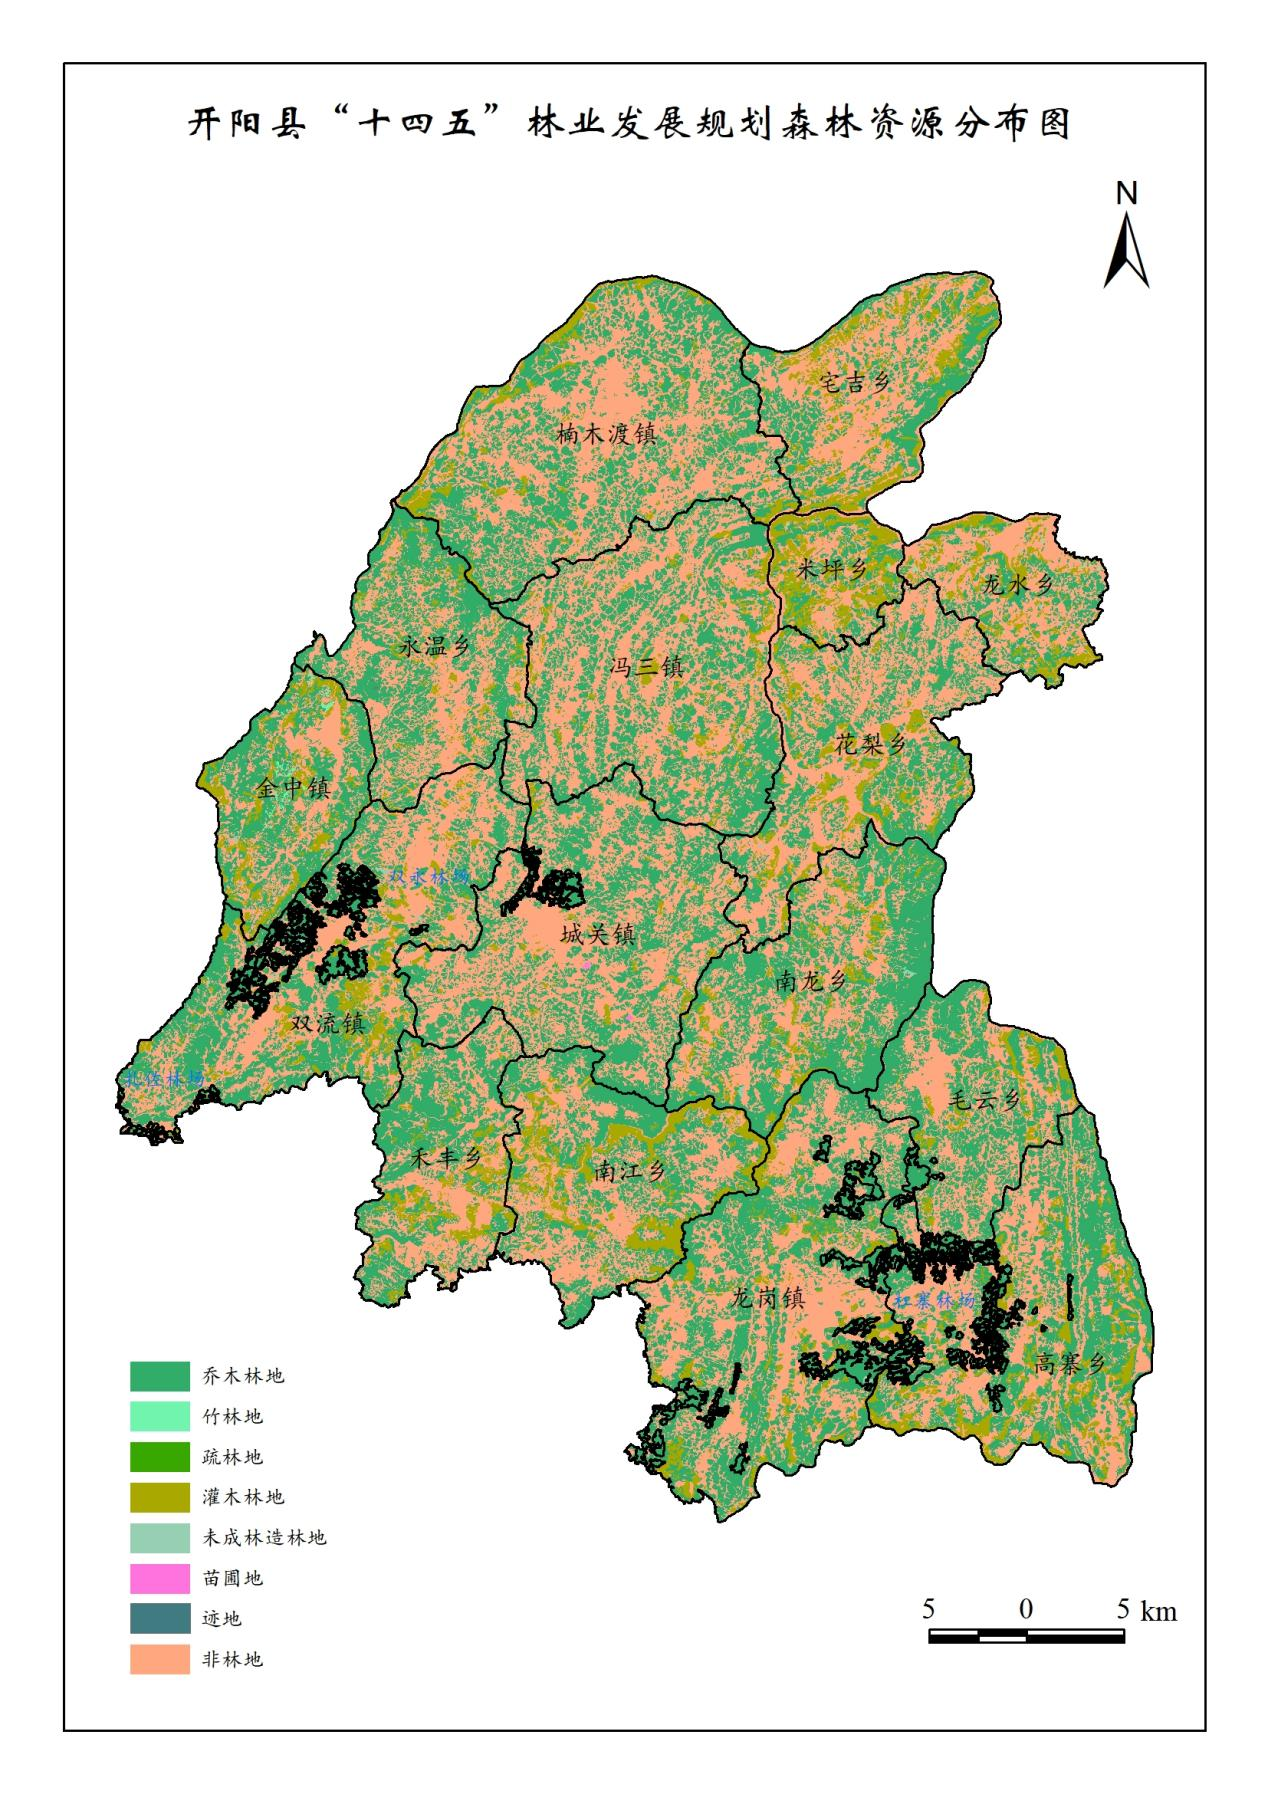 开阳县“十四五”林业发展规划森林资源分布图
N
宅吉乡
楠木渡镇
米坪乡
龙水乡
永温乡
冯三镇
花梨乡
金中镇
双永林场
城关镇
南龙乡
双流镇
扎佐林场
毛云乡
禾丰乡
南江乡
龙岗镇
杠寨林场
高寨乡
乔木林地
竹林地
疏林地
灌木林地
未成林造林地
苗圃地
迹地
非林地
5 0 5 km